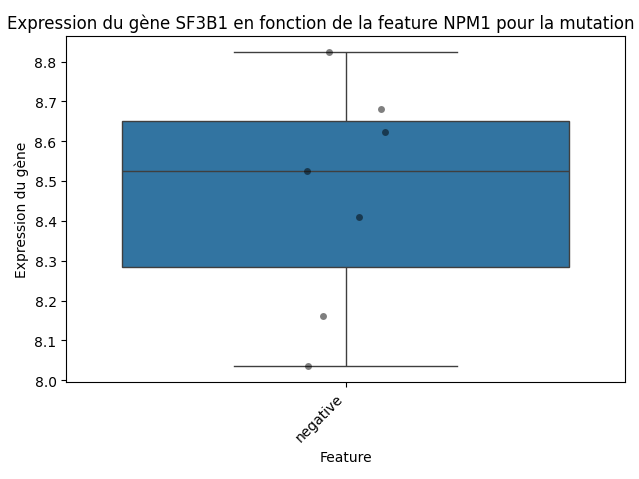 Expression du gène SF3B1 en fonction de la feature NPM1 pour la mutation
8.8
8.7
8.6
8.5
8.4
8.3
8.2
8.1
8.0
Expression du gène
negative
Feature